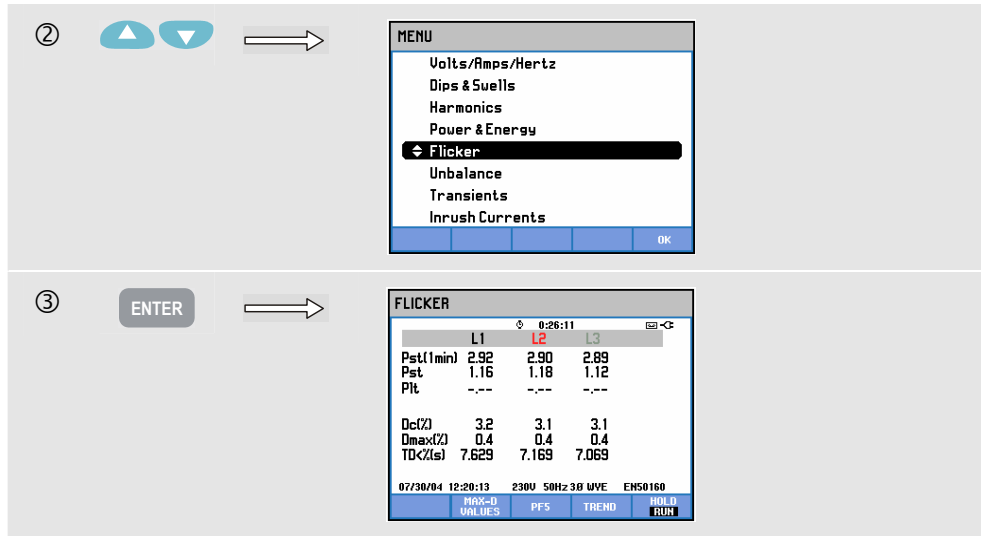 ②
MENU
Volts/Amps/Hertz
Dips & Swells
Harmonics
Power & Energy
Flicker
Unbalance
Transients
Inrush Currents
OK
③
ENTER
FLICKER
0:26:11
L1 L2 L3
Pst(1min) 2.92 2.90 2.89
Pst 1.16 1.18 1.12
Plt -.-- -.-- -.--
Dc(%) 3.2 3.1 3.1
Dmax(%) 0.4 0.4 0.4
TD<%(s) 7.629 7.169 7.069
07/30/04 12:20:13 230V 50Hz 3Ø WYE EN50160
MAX-D VALUES PF5 TREND HOLD RUN